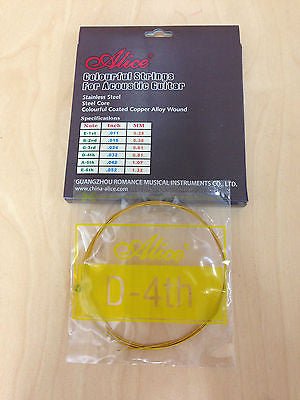 Alice
Colourful Strings
For Acoustic Guitar
Stainless Steel
Steel Core
Colourful Coated Copper Alloy Wound
Specifications
Note Inch MM
E-1st .011 0.28
B-2nd .015 0.38
G-3rd .024 0.61
D-4th .032 0.81
A-5th .042 1.07
E-6th .052 1.32
GUANGZHOU ROMANCE MUSICAL INSTRUMENTS CO., LTD.
www.china-alice.com
Alice
D-4th